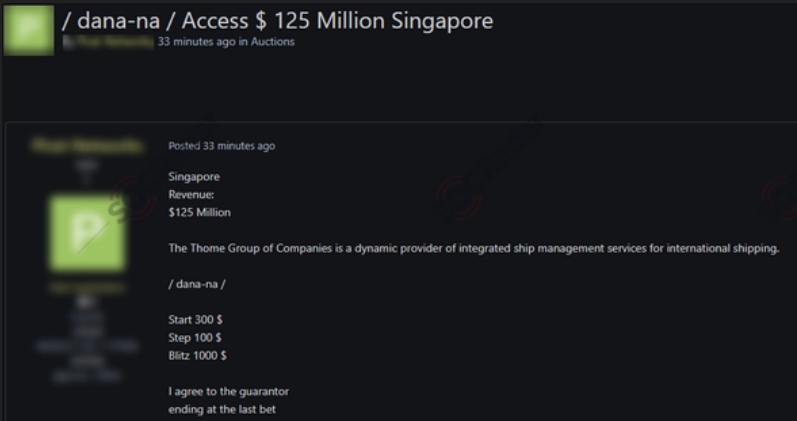 / dana-na / Access $ 125 Million Singapore
33 minutes ago in Auctions
Posted 33 minutes ago
Singapore
Revenue:
$125 Million
The Thome Group of Companies is a dynamic provider of integrated ship management services for international shipping.
/ dana-na /
Start 300 $
Step 100 $
Blitz 1000 $
I agree to the guarantor
ending at the last bet